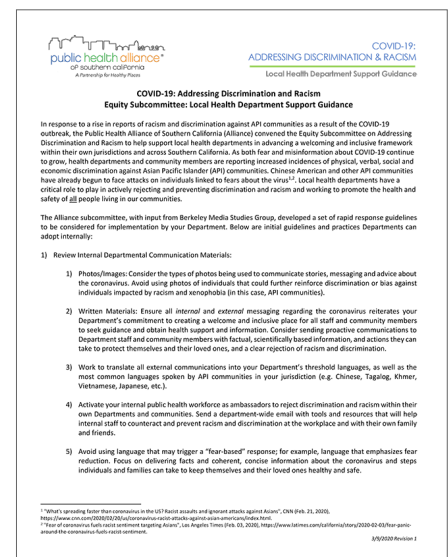 COVID-19:
public health alliance
ADDRESSING DISCRIMINATION & RACISM
OF southern california
A Partnership for Healthy Places
Local Health Department Support Guidance
COVID-19: Addressing Discrimination and Racism
Equity Subcommittee: Local Health Department Support Guidance
In response to a rise in reports of racism and discrimination against API communities as a result of the COVID-19
outbreak, the Public Health Alliance of Southern California (Alliance) convened the Equity Subcommittee on Addressing
Discrimination and Racism to help support local health departments in advancing a welcoming and inclusive framework
within their own jurisdictions and across Southern California. As both fear and misinformation about COVID-19 continue
to grow, health departments and community members are reporting increased incidences of physical, verbal, social and
economic discrimination against Asian Pacific Islander (API) communities. Chinese American and other API communities
have already begun to face attacks on individuals linked to fears about the virus1,2. Local health departments have a
critical role to play in actively rejecting and preventing discrimination and racism and working to promote the health and
safety of all people living in our communities.
The Alliance subcommittee, with input from Berkeley Media Studies Group, developed a set of rapid response guidelines
to be considered for implementation by your Department. Below are initial guidelines and practices Departments can
adopt internally:
1) Review Internal Departmental Communication Materials:
1) Photos/Images: Consider the types of photos being used to communicate stories, messaging and advice about
the coronavirus. Avoid using photos of individuals that could further reinforce discrimination or bias against
individuals impacted by racism and xenophobia (in this case, API communities).
2) Written Materials: Ensure all internal and external messaging regarding the coronavirus reiterates your
Department's commitment to creating a welcome and inclusive place for all staff and community members
to seek guidance and obtain health support and information. Consider sending proactive communications to
Department staff and community members with factual, scientifically based information, and actions they can
take to protect themselves and their loved ones, and a clear rejection of racism and discrimination.
3) Work to translate all external communications into your Department's threshold languages, as well as the
most common languages spoken by API communities in your jurisdiction (e.g. Chinese, Tagalog, Khmer,
Vietnamese, Japanese, etc.).
4) Activate your internal public health workforce as ambassadors to reject discrimination and racism within their
own Departments and communities. Send a department-wide email with tools and resources that will help
internal staff to counteract and prevent racism and discrimination at the workplace and with their own family
and friends.
5) Avoid using language that may trigger a "fear-based" response; for example, language that emphasizes fear
reduction. Focus on delivering facts and coherent, concise information about the coronavirus and steps
individuals and families can take to keep themselves and their loved ones healthy and safe.
1 "What's spreading faster than coronavirus in the US? Racist assaults and ignorant attacks against Asians", CNN (Feb. 21, 2020),
https://www.cnn.com/2020/02/20/us/coronavirus-racist-attacks-against-asian-americans/index.html.
2 "Fear of coronavirus fuels racist sentiment targeting Asians", Los Angeles Times (Feb. 03, 2020), https://www.latimes.com/california/story/2020-02-03/fear-panic-
around-the-coronavirus-fuels-racist-sentiment.
3/9/2020 Revision 1